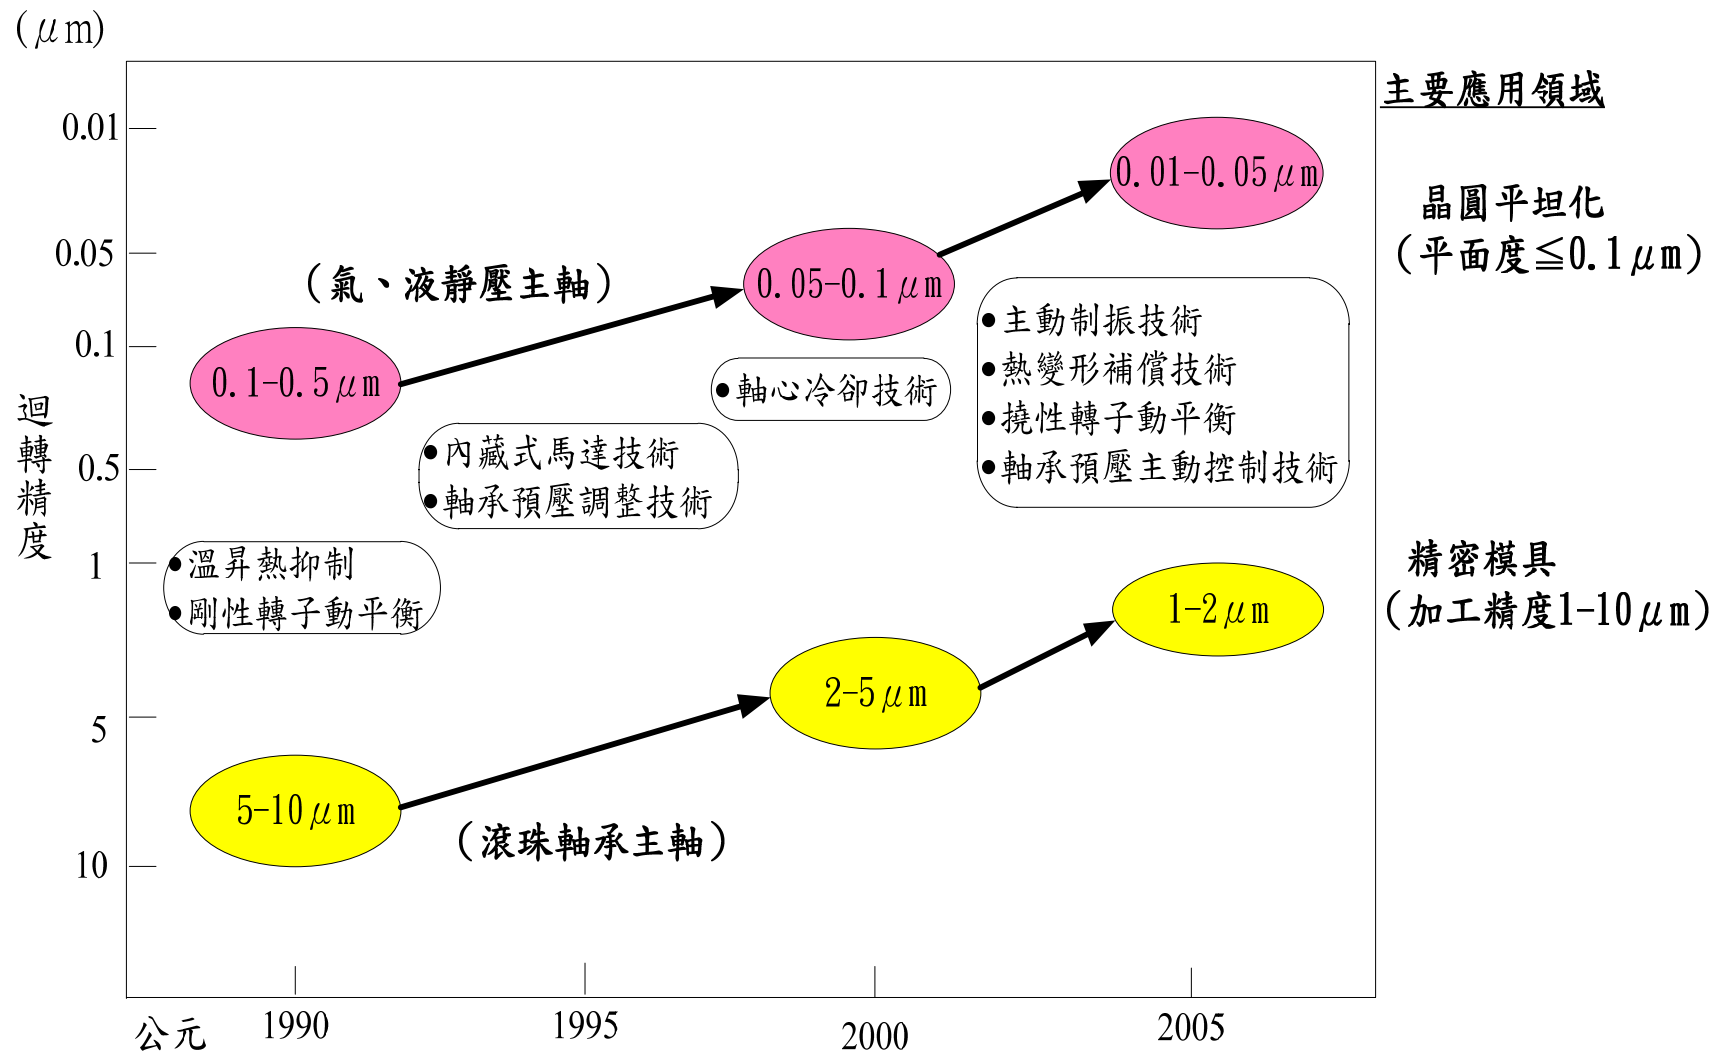 (μm)
主要應用領域
0.01
0.01-0.05μm
晶圓平坦化
(平面度≦0.1μm)
0.05
(氣、液靜壓主軸)
0.05-0.1μm
0.1
0.1-0.5μm
●主動制振技術
●熱變形補償技術
●撓性轉子動平衡
●軸承預壓主動控制技術
●軸心冷卻技術
迴轉精度
●內藏式馬達技術
●軸承預壓調整技術
0.5
1
●溫昇熱抑制
●剛性轉子動平衡
精密模具
(加工精度1-10μm)
1-2μm
2-5μm
5
5-10μm
(滾珠軸承主軸)
10
公元
1990
1995
2000
2005